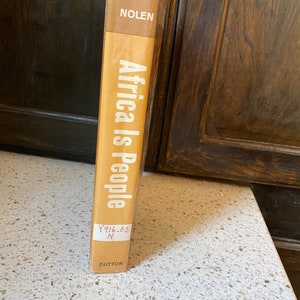 NOLEN
Africa Is People
Y916.03
N
DUTTON